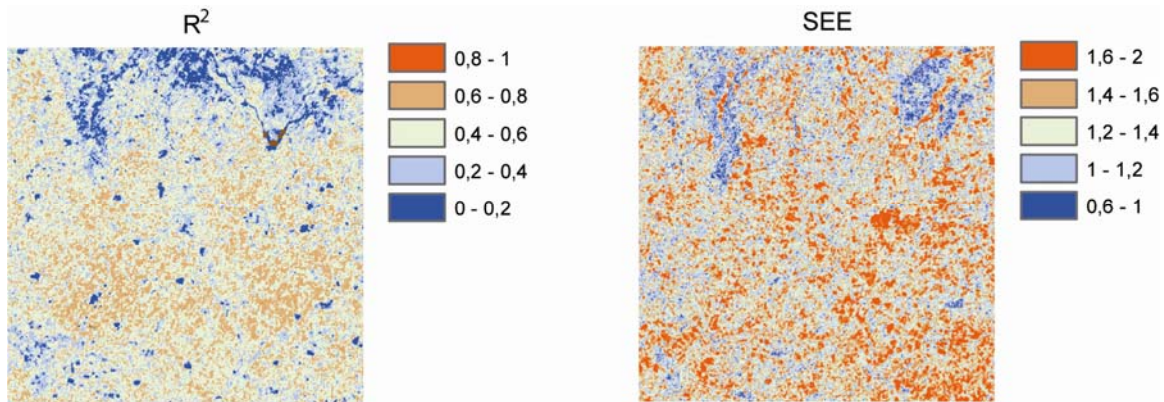 R²
0,8 - 1
0,6 - 0,8
0,4 - 0,6
0,2 - 0,4
0 - 0,2
SEE
1,6 - 2
1,4 - 1,6
1,2 - 1,4
1 - 1,2
0,6 - 1